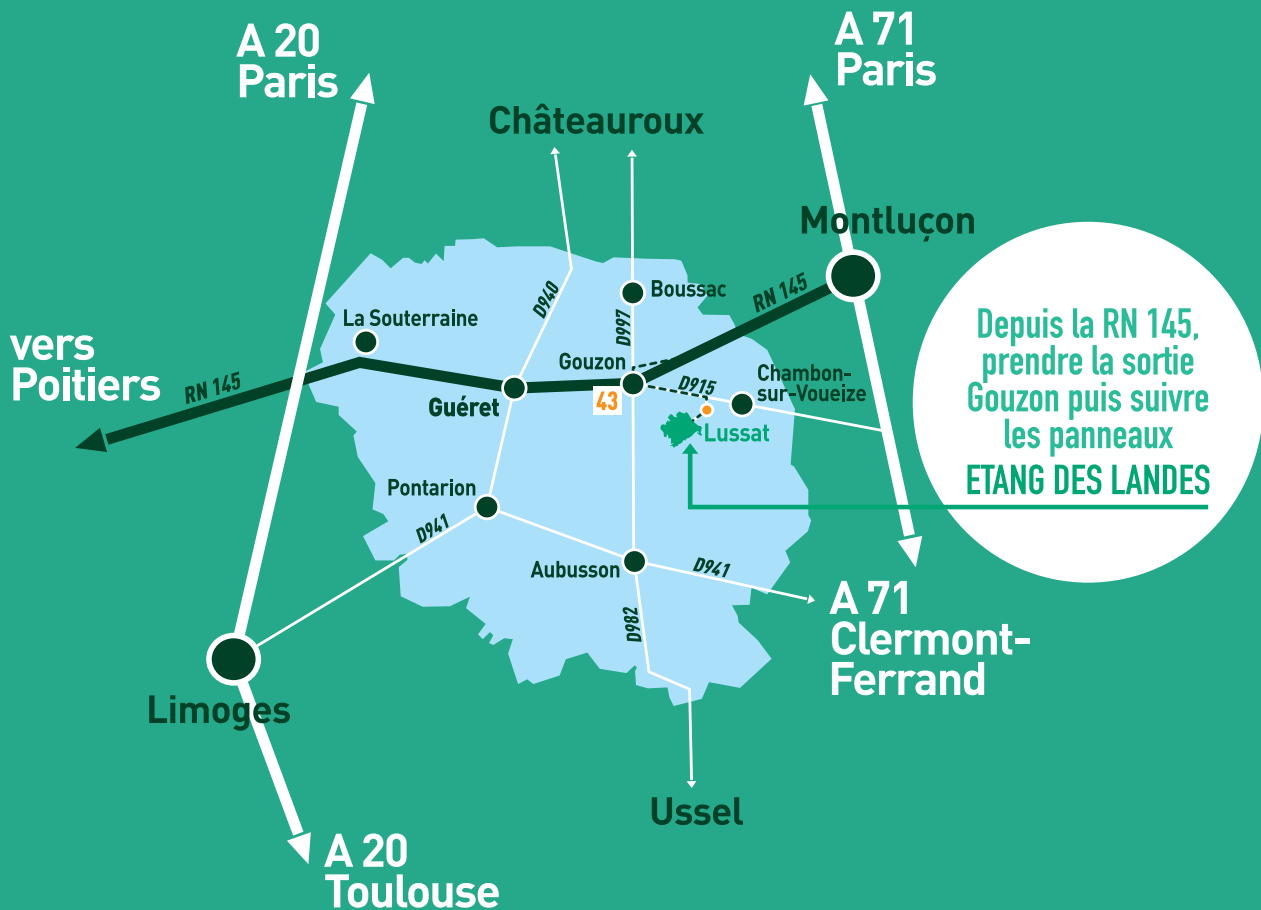 A 20
Paris
A 71
Paris
Châteauroux
Montluçon
RN 145
Boussac
D940
D997
La Souterraine
vers
Poitiers
RN 145
Gouzon
D915
Chambon-
sur-Voueize
Guéret
43
Lussat
Depuis la RN 145,
prendre la sortie
Gouzon puis suivre
les panneaux
ETANG DES LANDES
Pontarion
D941
Aubusson
D941
D982
A 71
Clermont-
Ferrand
Limoges
Ussel
A 20
Toulouse